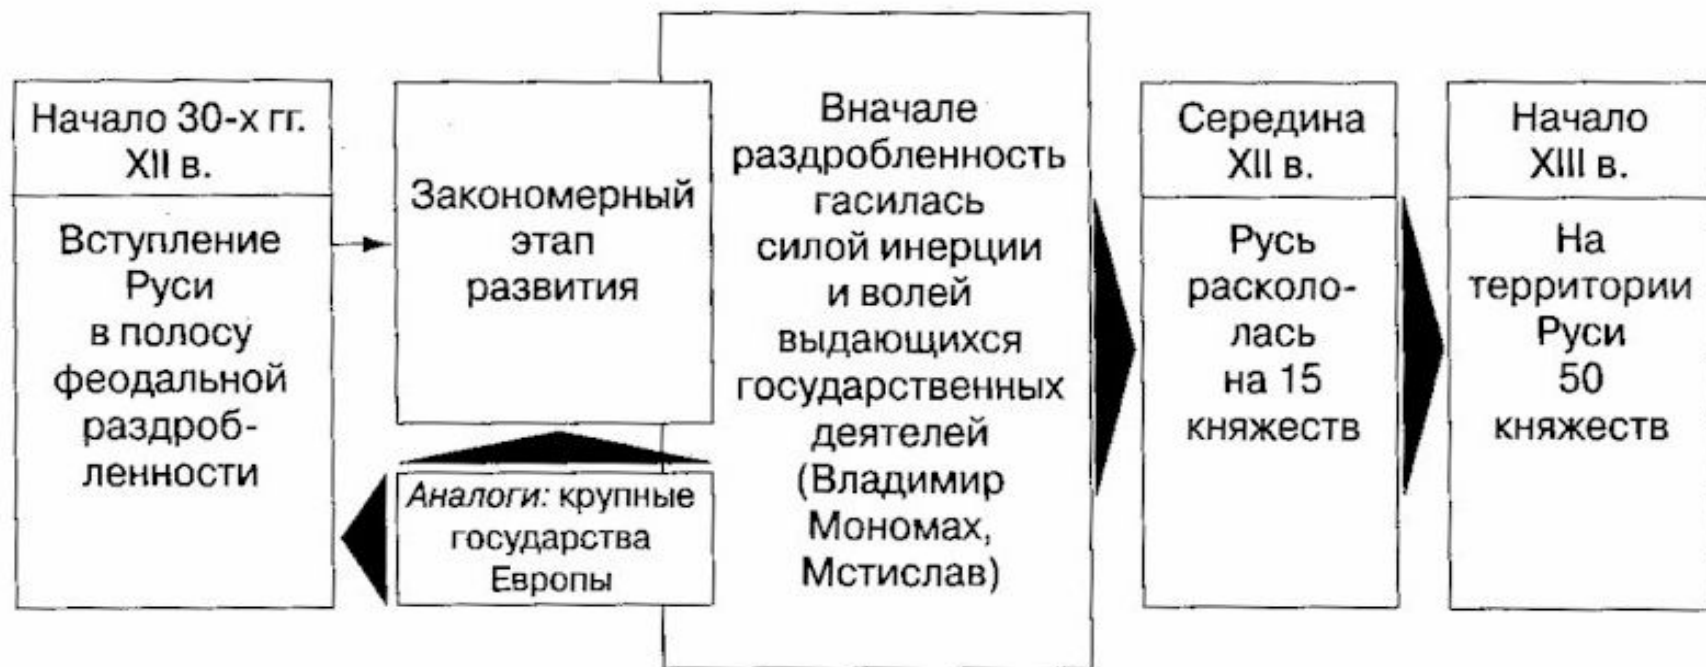 Начало 30-х гг.
XII в.
Вступление
Руси
в полосу
феодальной
раздроб-
ленности
Закономерный
этап
развития
Аналоги: крупные
государства
Европы
Вначале
раздробленность
гасилась
силой инерции
и волей
выдающихся
государственных
деятелей
(Владимир
Мономах,
Мстислав)
Середина
XII в.
Русь
раскололо-
лась
на 15
княжеств
Начало
XIII в.
На
территории
Руси
50
княжеств